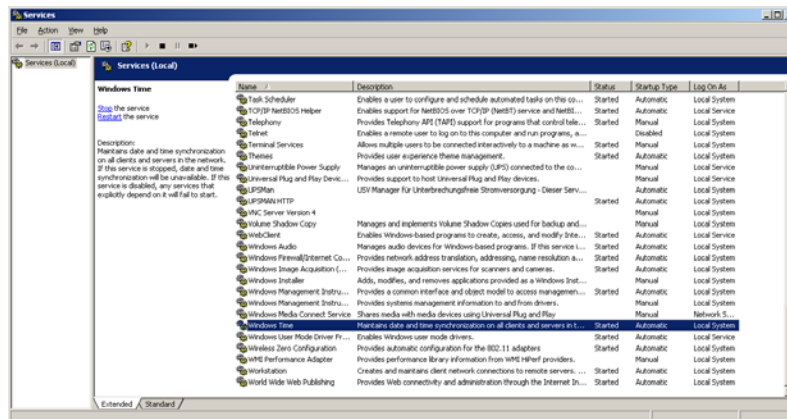 Services
File Action View Help
Services (Local)
Services (Local)
Windows Time
Stop the service
Restart the service
Description:
Maintains date and time synchronization
on all clients and servers in the network.
If this service is stopped, date and time
synchronization will be unavailable. If this
service is disabled, any services that
explicitly depend on it will fail to start.
Name Description Status Startup Type Log On As
Task Scheduler Enables a user to configure and schedule automated tasks on this co... Started Automatic Local System
TCP/IP NetBIOS Helper Enables support for NetBIOS over TCP/IP (NetBT) service and NetBI... Started Automatic Local Service
Telephony Provides Telephony API (TAPI) support for programs that control tele... Started Manual Local System
Telnet Enables a remote user to log on to this computer and run programs, a... Disabled Local System
Terminal Services Allows multiple users to be connected interactively to a machine as w... Started Manual Local System
Themes Provides user experience theme management. Started Automatic Local System
Uninterruptible Power Supply Manages an uninterruptible power supply (UPS) connected to the co... Manual Local Service
Universal Plug and Play Devic... Provides support to host Universal Plug and Play devices. Manual Local Service
UPSMan USV Manager für Unterbrechungsfreie Stromversorgung - Dieser Serv... Automatic Local System
UPSMAN HTTP Started Automatic Local System
VNC Server Version 4 Manual Local System
Volume Shadow Copy Manages and implements Volume Shadow Copies used for backup and... Manual Local System
WebClient Enables Windows-based programs to create, access, and modify Inte... Started Automatic Local Service
Windows Audio Manages audio devices for Windows-based programs. If this service i... Started Automatic Local System
Windows Firewall/Internet Co... Provides network address translation, addressing, name resolution a... Started Automatic Local System
Windows Image Acquisition (... Provides image acquisition services for scanners and cameras. Started Automatic Local System
Windows Installer Adds, modifies, and removes applications provided as a Windows Inst... Manual Local System
Windows Management Instru... Provides a common interface and object model to access managemen... Started Automatic Local System
Windows Management Instru... Provides systems management information to and from drivers. Manual Local System
Windows Media Connect Service Shares media with media devices using Universal Plug and Play Manual Network S...
Windows Time Maintains date and time synchronization on all clients and servers in t... Started Automatic Local System
Windows User Mode Driver Fr... Enables Windows user mode drivers. Started Automatic Local Service
Wireless Zero Configuration Provides automatic configuration for the 802.11 adapters Started Automatic Local System
WMI Performance Adapter Provides performance library information from WMI HiPerf providers. Manual Local System
Workstation Creates and maintains client network connections to remote servers. ... Started Automatic Local System
World Wide Web Publishing Provides Web connectivity and administration through the Internet In... Started Automatic Local System
Extended Standard